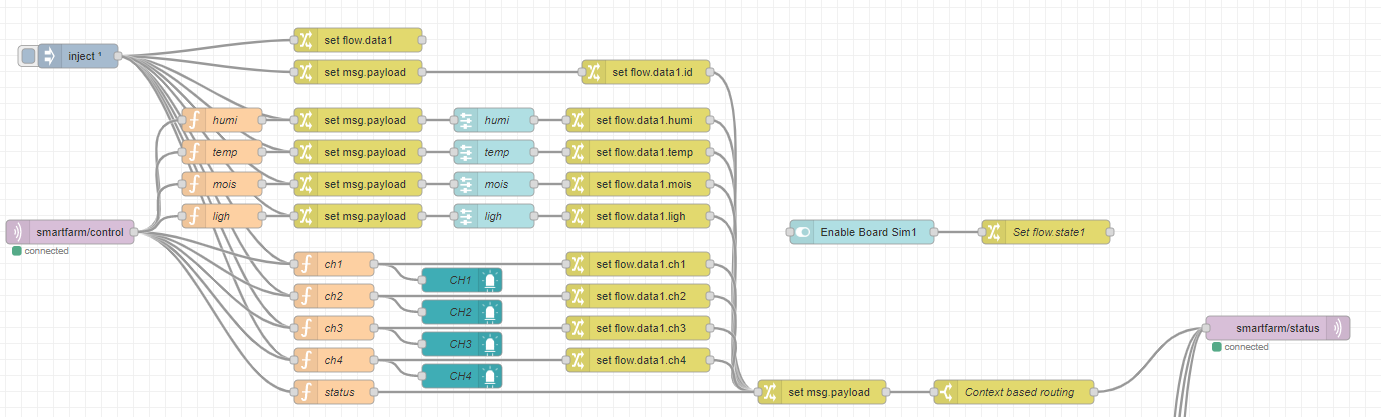 set flow.data1
inject ¹
set msg.payload
set flow.data1.id
humi
set msg.payload
humi
set flow.data1.humi
temp
set msg.payload
temp
set flow.data1.temp
mois
set msg.payload
mois
set flow.data1.mois
ligh
set msg.payload
ligh
set flow.data1.ligh
smartfarm/control
connected
Enable Board Sim1
Set flow.state1
ch1
set flow.data1.ch1
CH1
ch2
set flow.data1.ch2
CH2
ch3
set flow.data1.ch3
CH3
ch4
set flow.data1.ch4
CH4
smartfarm/status
connected
status
set msg.payload
Context based routing